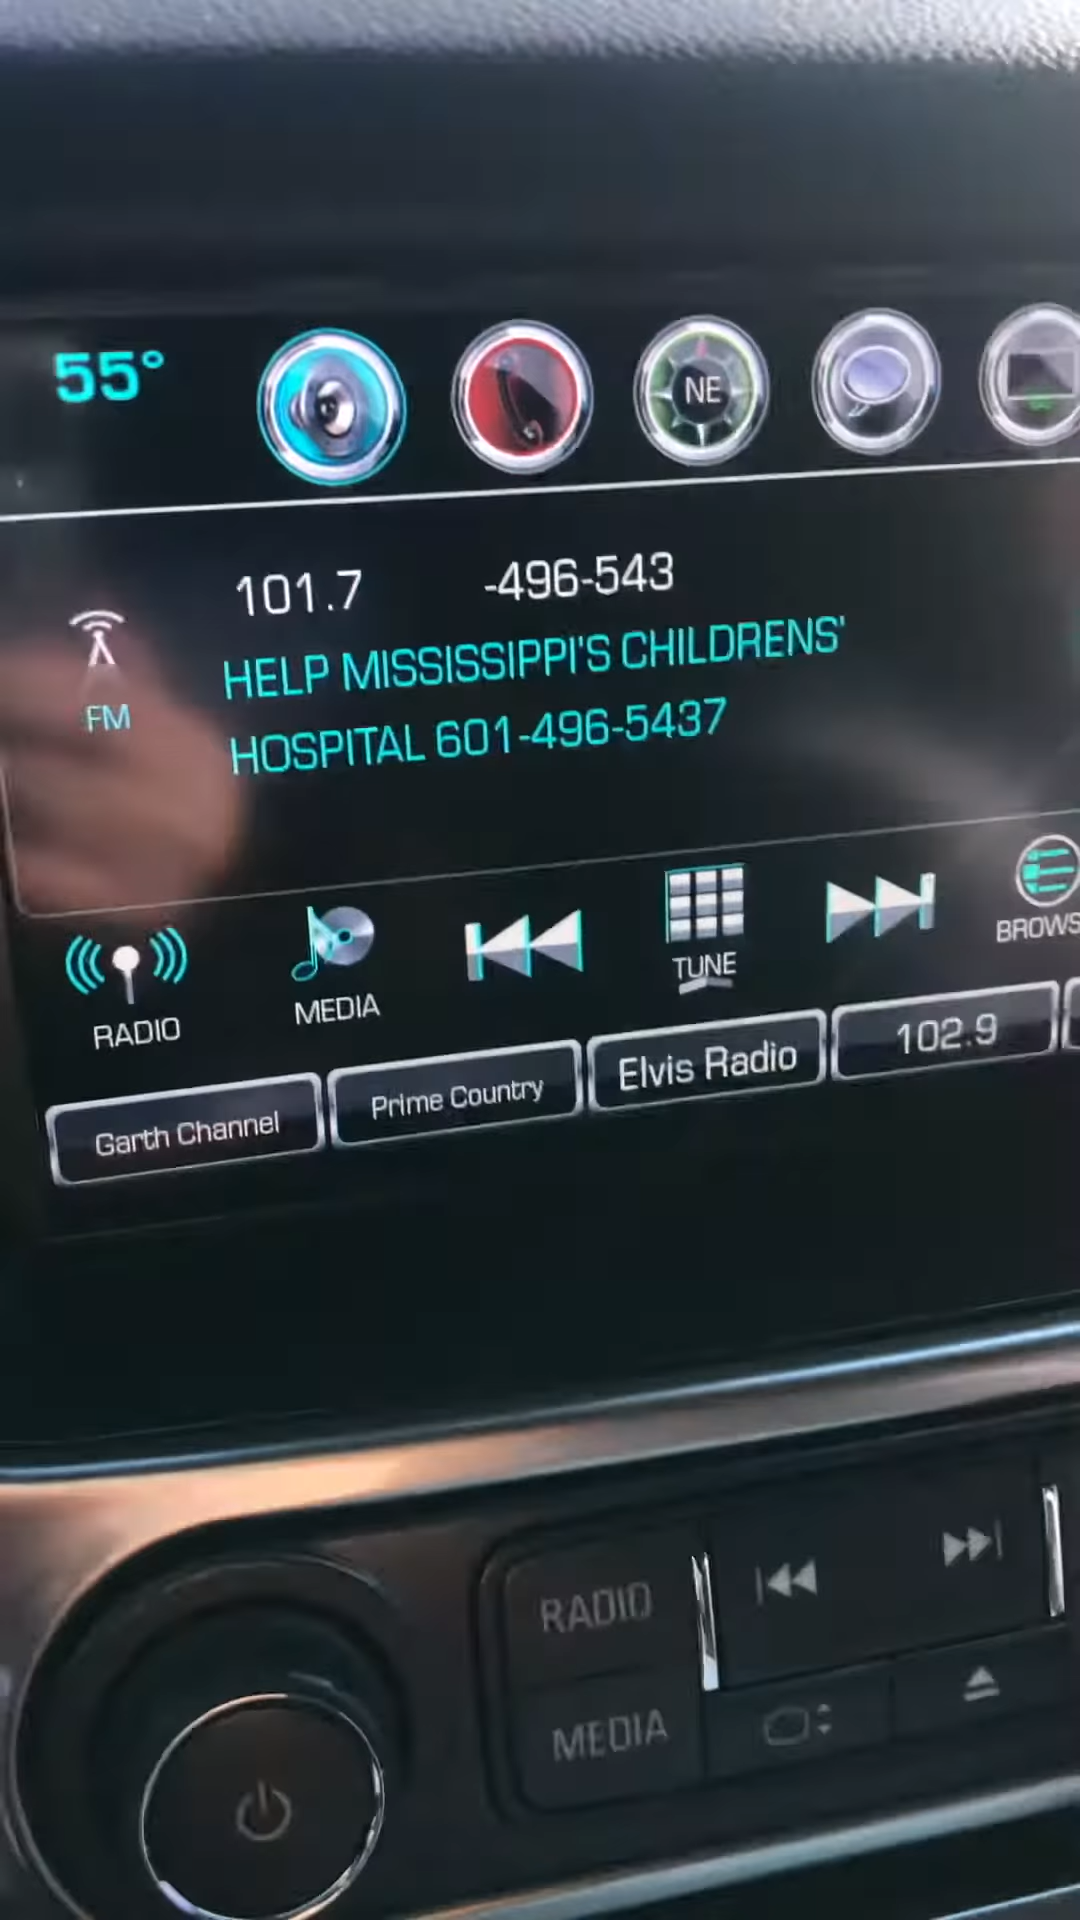 55°
NE
101.7 -496-543
HELP MISSISSIPPI'S CHILDRENS'
HOSPITAL 601-496-5437
FM
RADIO
MEDIA
TUNE
BROWS
Garth Channel
Prime Country
Elvis Radio
102.9
RADIO
MEDIA